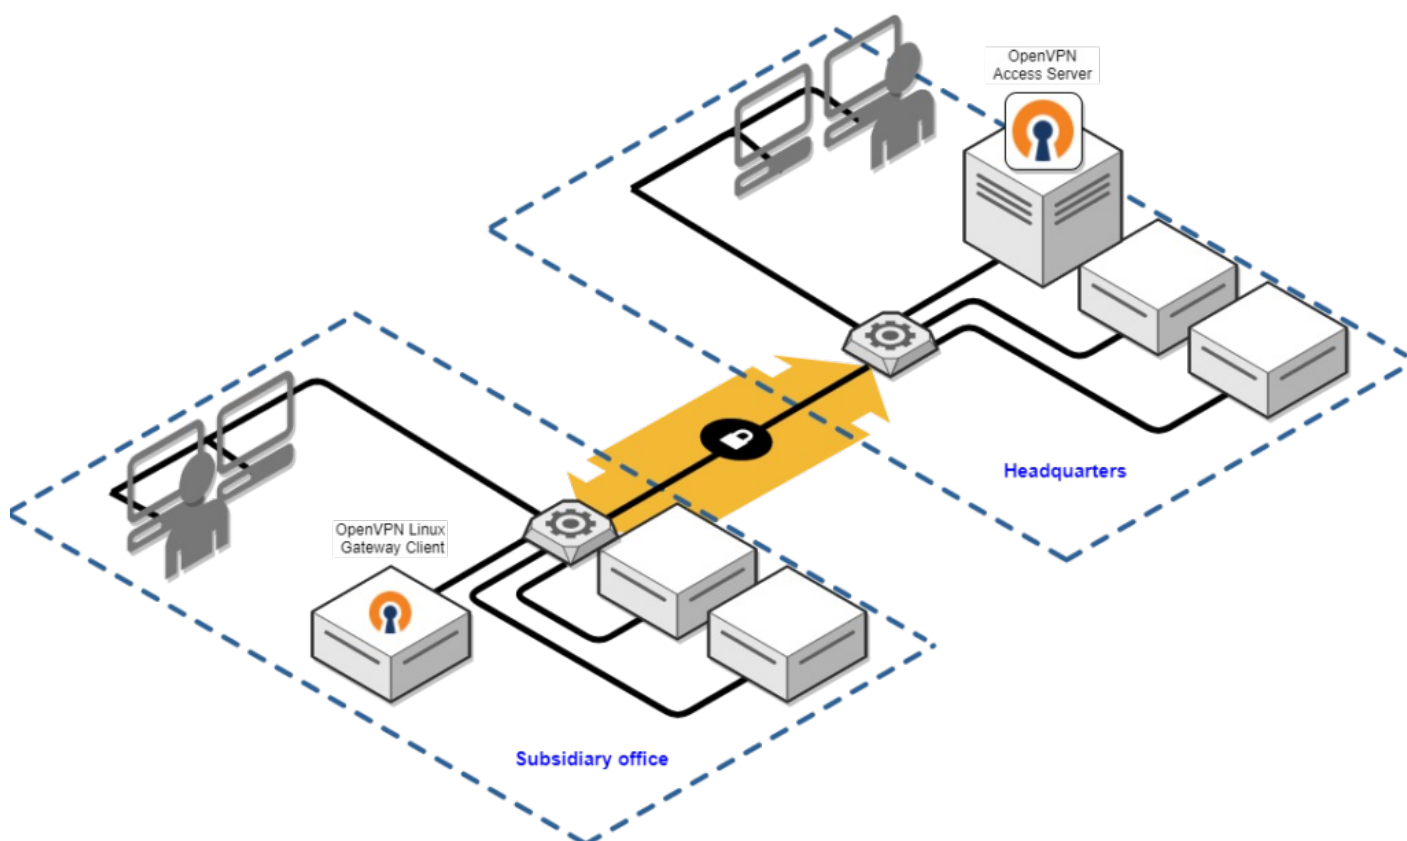 OpenVPN
Access Server
Headquarters
OpenVPN Linux
Gateway Client
Subsidiary office